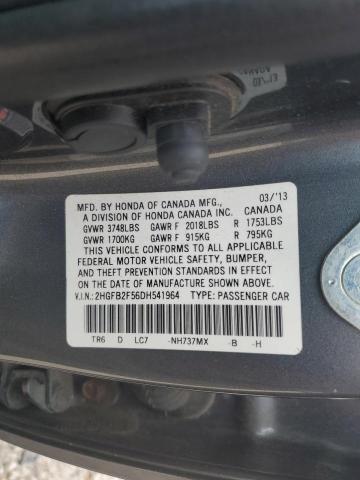 MFD. BY HONDA OF CANADA MFG., 03/'13
A DIVISION OF HONDA CANADA INC. CANADA
GVWR 3748LBS GAWR F 2018LBS R 1753LBS
GVWR 1700KG GAWR F 915KG R 795KG
THIS VEHICLE CONFORMS TO ALL APPLICABLE
FEDERAL MOTOR VEHICLE SAFETY, BUMPER,
AND THEFT PREVENTION STANDARDS IN EFFECT ON
THE DATE OF MANUFACTURE SHOWN ABOVE.
V.I.N.: 2HGFB2F56DH541964 TYPE: PASSENGER CAR
TR6 D LC7 -NH737MX -B -H